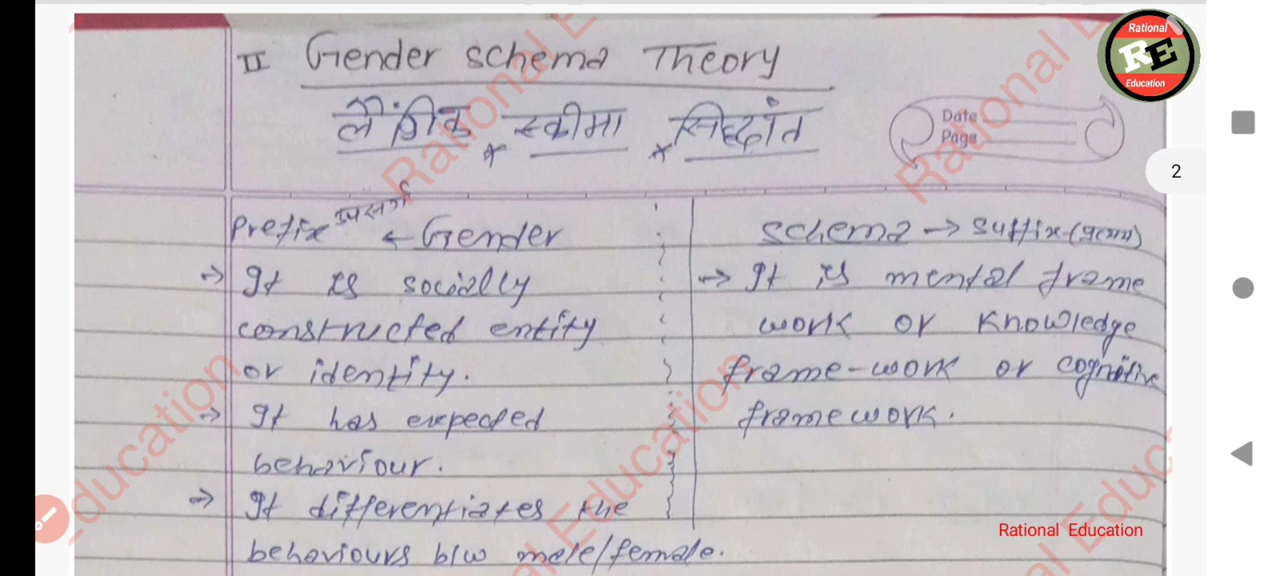 II Gender schema Theory
लैंगिक स्कीमा सिद्धांत
Date
Page
2
Rational
RE
Education
Prefix उपसर्ग ← Gender
⇒ It is socially
constructed entity
or identity.
⇒ It has expected
behaviour.
⇒ It differentiates the
behaviours b/w male/female.
schema → suffix (प्रत्यय)
⇒ It is mental frame
work or knowledge
frame-work or cognitive
framework.
Rational Education